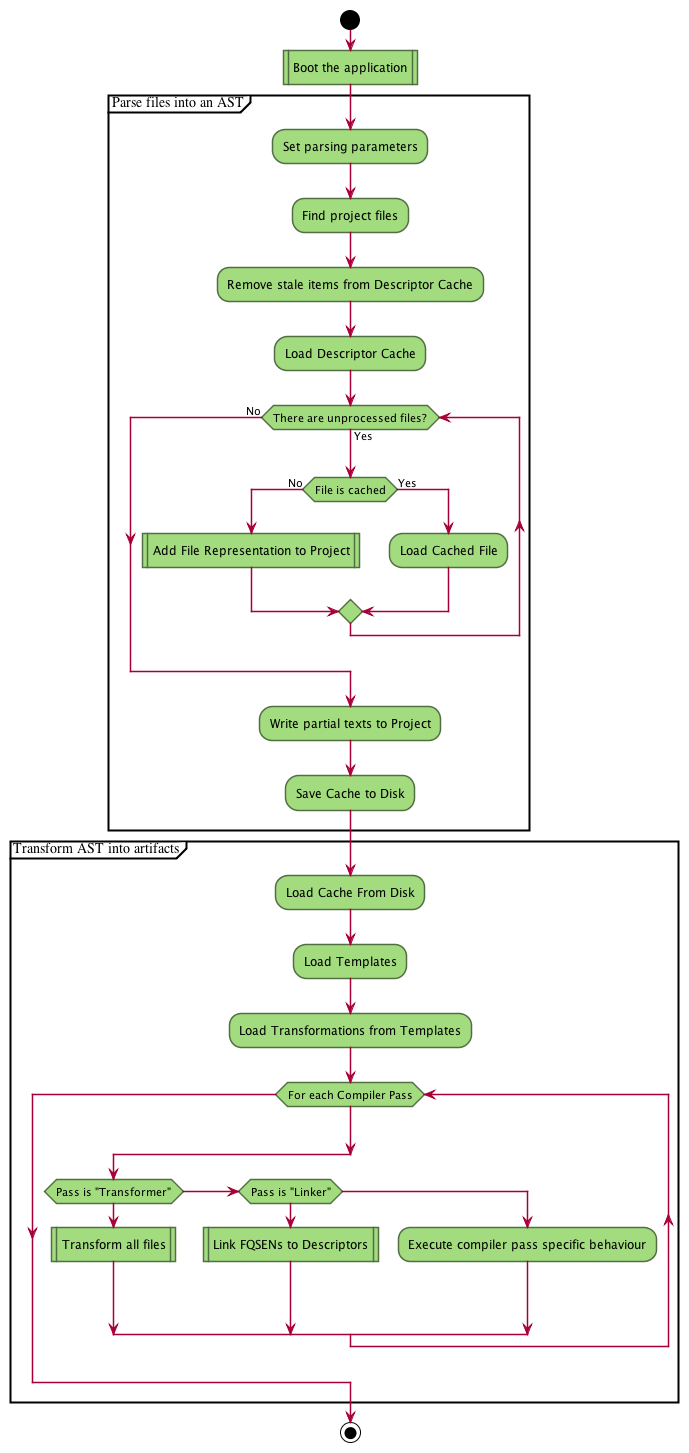 Boot the application
Parse files into an AST
Set parsing parameters
Find project files
Remove stale items from Descriptor Cache
Load Descriptor Cache
No
There are unprocessed files?
Yes
No
File is cached
Yes
Add File Representation to Project
Load Cached File
Write partial texts to Project
Save Cache to Disk
Transform AST into artifacts
Load Cache From Disk
Load Templates
Load Transformations from Templates
For each Compiler Pass
Pass is "Transformer"
Pass is "Linker"
Transform all files
Link FQSENs to Descriptors
Execute compiler pass specific behaviour